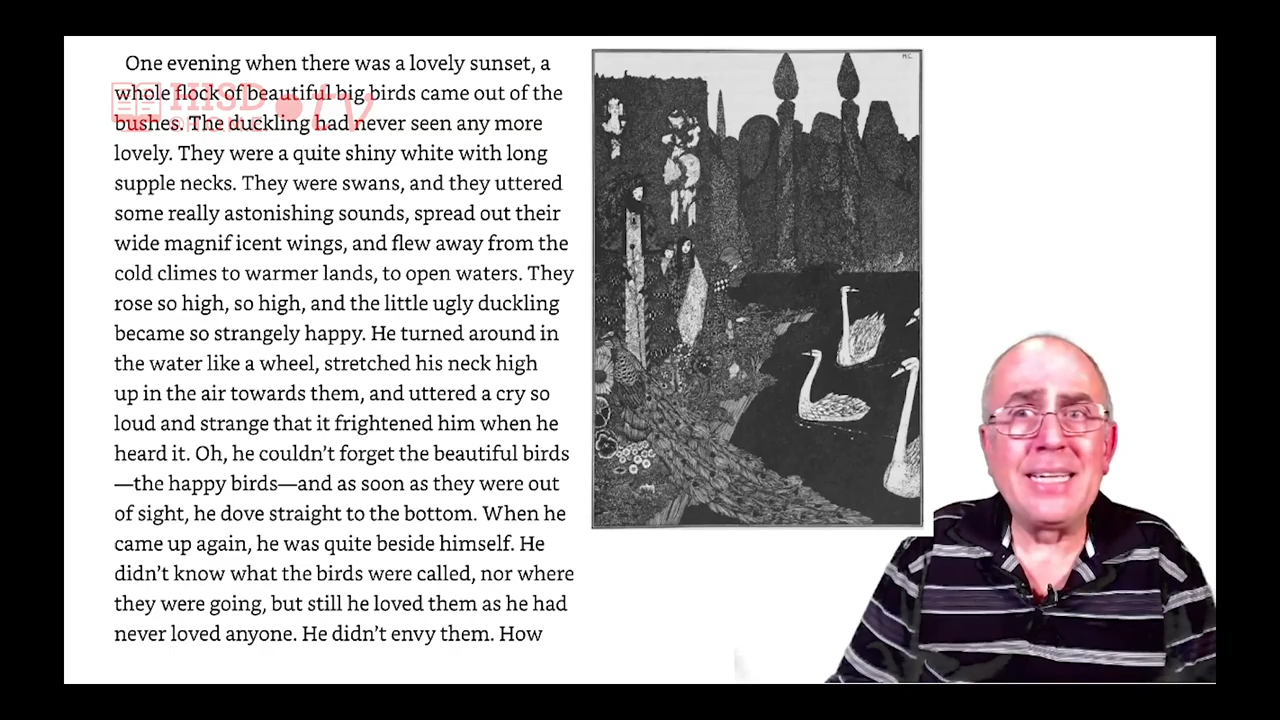 One evening when there was a lovely sunset, a
whole flock of beautiful big birds came out of the
bushes. The duckling had never seen any more
lovely. They were a quite shiny white with long
supple necks. They were swans, and they uttered
some really astonishing sounds, spread out their
wide magnif icent wings, and flew away from the
cold climes to warmer lands, to open waters. They
rose so high, so high, and the little ugly duckling
became so strangely happy. He turned around in
the water like a wheel, stretched his neck high
up in the air towards them, and uttered a cry so
loud and strange that it frightened him when he
heard it. Oh, he couldn’t forget the beautiful birds
—the happy birds—and as soon as they were out
of sight, he dove straight to the bottom. When he
came up again, he was quite beside himself. He
didn’t know what the birds were called, nor where
they were going, but still he loved them as he had
never loved anyone. He didn’t envy them. How